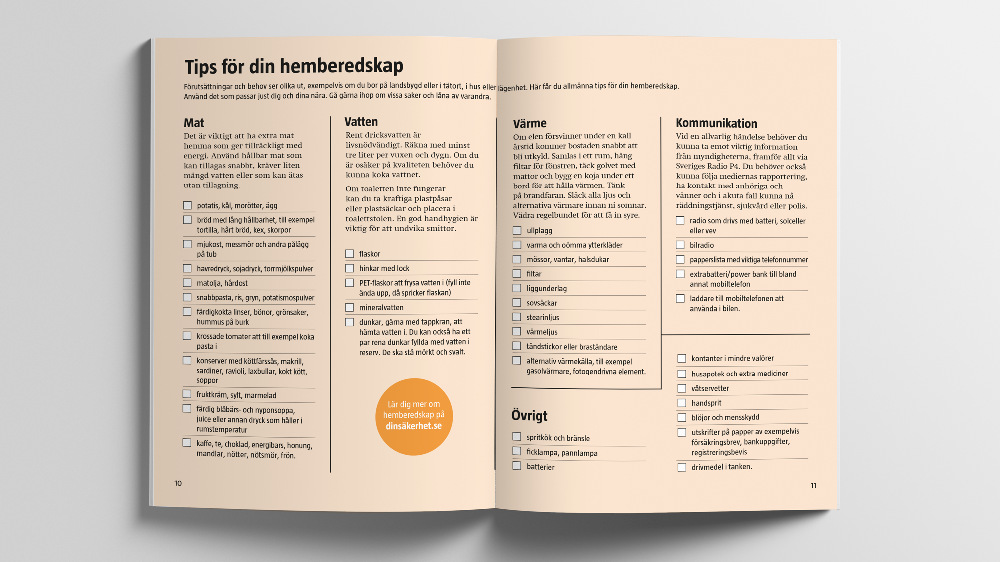 Tips för din hemberedskap
Förutsättningar och behov ser olika ut, exempelvis om du bor på landsbygd eller i tätort, i hus eller lägenhet. Här får du allmänna tips för din hemberedskap.
Använd det som passar just dig och dina nära. Gå gärna ihop om vissa saker och låna av varandra.
Mat
Det är viktigt att ha extra mat
hemma som ger tillräckligt med
energi. Använd hållbar mat som
kan tillagas snabbt, kräver liten
mängd vatten eller som kan ätas
utan tillagning.
potatis, kål, morötter, ägg
bröd med lång hållbarhet, till exempel
tortilla, hårt bröd, kex, skorpor
mjukost, messmör och andra pålägg
på tub
havredryck, sojadryck, torrmjölkspulver
matolja, hårdost
snabbpasta, ris, gryn, potatismospulver
färdigkokta linser, bönor, grönsaker,
hummus på burk
krossade tomater att till exempel koka
pasta i
konserver med köttfärssås, makrill,
sardiner, ravioli, laxbullar, kokt kött,
soppor
fruktkräm, sylt, marmelad
färdig blåbärs- och nyponsoppa,
juice eller annan dryck som håller i
rumstemperatur
kaffe, te, choklad, energibars, honung,
mandlar, nötter, nötsmör, frön.
10
Vatten
Rent dricksvatten är
livsnödvändigt. Räkna med minst
tre liter per vuxen och dygn. Om du
är osäker på kvaliteten behöver du
kunna koka vattnet.
Om toaletten inte fungerar
kan du ta kraftiga plastpåsar
eller plastsäckar och placera i
toalettstolen. En god handhygien är
viktig för att undvika smittor.
flaskor
hinkar med lock
PET-flaskor att frysa vatten i (fyll inte
ända upp, då spricker flaskan)
mineralvatten
dunkar, gärna med tappkran, att
hämta vatten i. Du kan också ha ett
par rena dunkar fyllda med vatten i
reserv. De ska stå mörkt och svalt.
Lär dig mer om
hemberedskap på
dinsäkerhet.se
Värme
Om elen försvinner under en kall
årstid kommer bostaden snabbt att
bli utkyld. Samlas i ett rum, häng
filtar för fönstren, täck golvet med
mattor och bygg en koja under ett
bord för att hålla värmen. Tänk
på brandfaran. Släck alla ljus och
alternativa värmare innan ni somnar.
Vädra regelbundet för att få in syre.
ullplagg
varma och oömma ytterkläder
mössor, vantar, halsdukar
filtar
liggunderlag
sovsäckar
stearinljus
värmeljus
tändstickor eller braständare
alternativ värmekälla, till exempel
gasolvärmare, fotogendrivna element.
Kommunikation
Vid en allvarlig händelse behöver du
kunna ta emot viktig information
från myndigheterna, framför allt via
Sveriges Radio P4. Du behöver också
kunna följa mediernas rapportering,
ha kontakt med anhöriga och
vänner och i akuta fall kunna nå
räddningstjänst, sjukvård eller polis.
radio som drivs med batteri, solceller
eller vev
bilradio
papperslista med viktiga telefonnummer
extrabatteri/power bank till bland
annat mobiltelefon
laddare till mobiltelefonen att
använda i bilen.
Övrigt
spritkök och bränsle
ficklampa, pannlampa
batterier
kontanter i mindre valörer
husapotek och extra mediciner
våtservetter
handsprit
blöjor och mensskydd
utskrifter på papper av exempelvis
försäkringsbrev, bankuppgifter,
registreringsbevis
drivmedel i tanken.
11